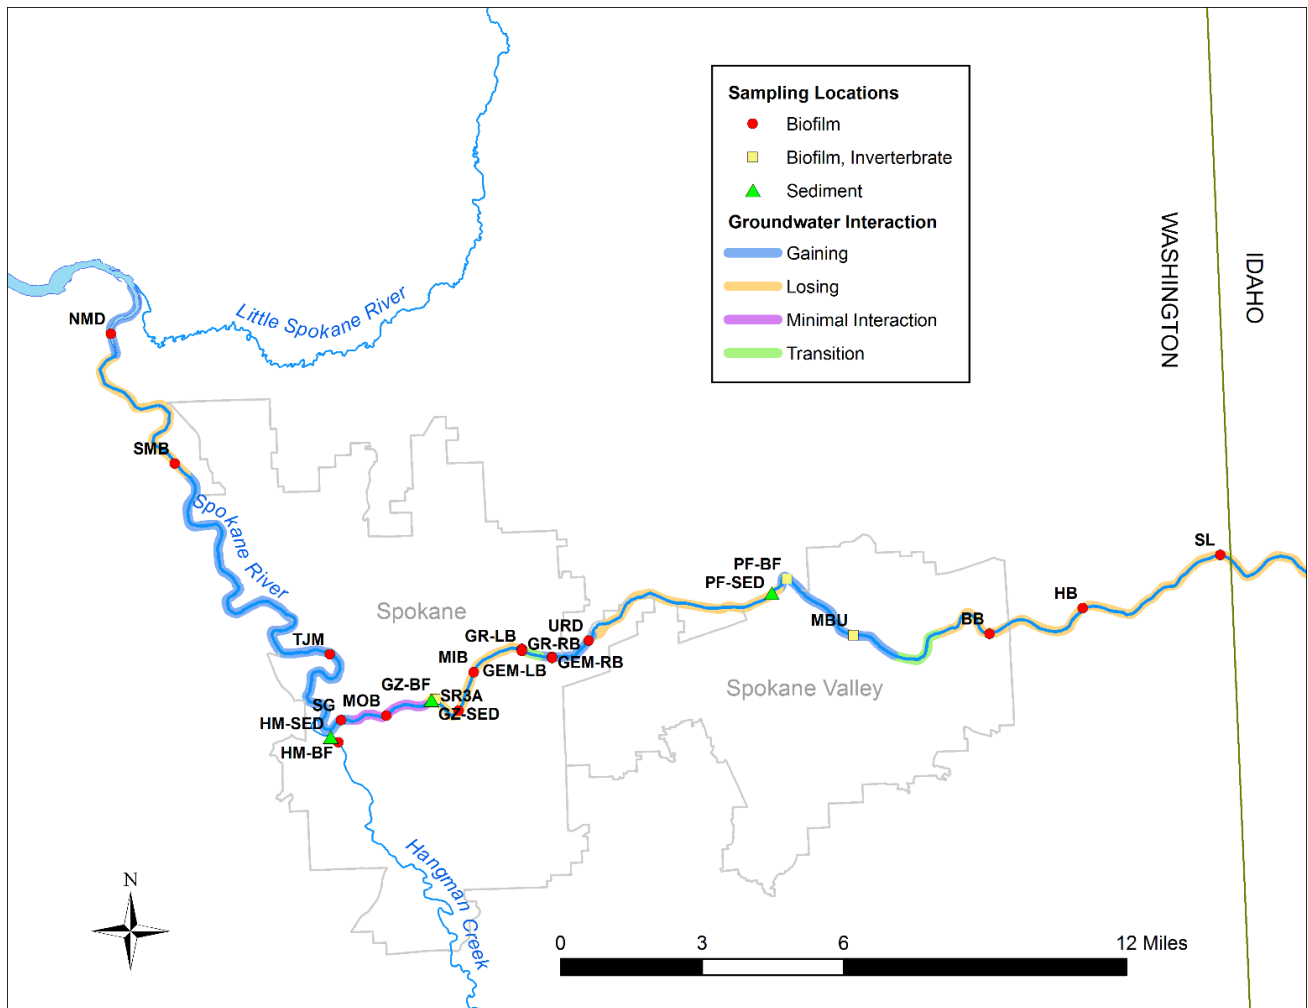 Sampling Locations
Biofilm
Biofilm, Inverterbrate
Sediment
Groundwater Interaction
Gaining
Losing
Minimal Interaction
Transition
WASHINGTON
IDAHO
Little Spokane River
NMD
SMB
Spokane River
SL
PF-BF
PF-SED
HB
Spokane
MBU
BB
URD
TJM
GR-LB
GR-RB
MIB
GEM-RB
GEM-LB
GZ-BF
Spokane Valley
SR3A
SG
MOB
GZ-SED
HM-SED
HM-BF
Hangman Creek
N
0
3
6
12 Miles